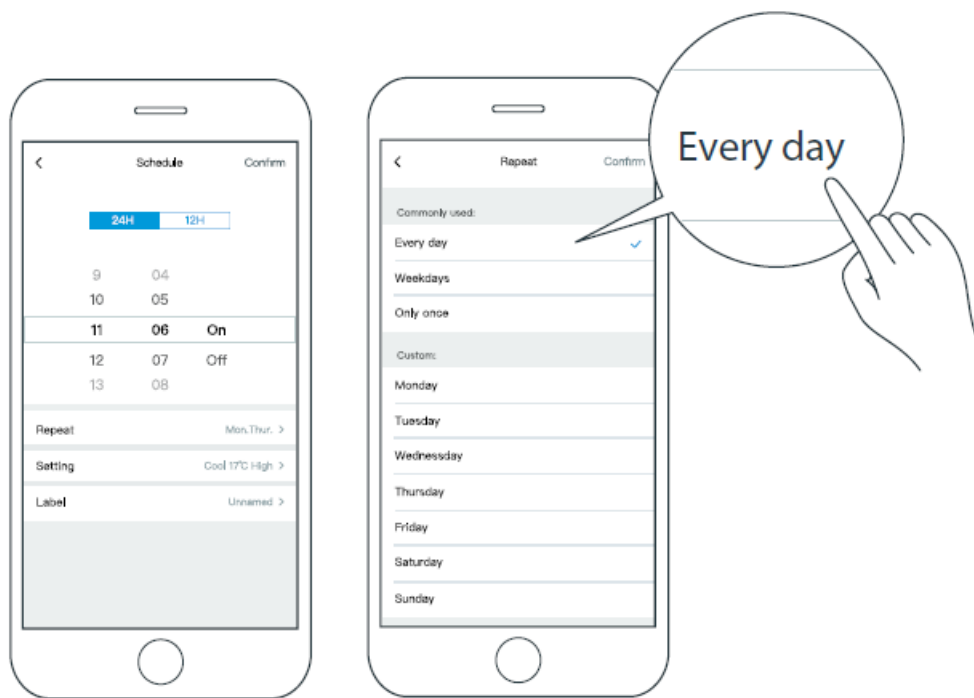 < Schedule Confirm
24H 12H
9 04
10 05
11 06 On
12 07 Off
13 08
Repeat Mon.Thur. >
Setting Cool 17°C High >
Label Unnamed >
< Repeat Confirm
Commonly used:
Every day
Weekdays
Only once
Custom:
Monday
Tuesday
Wednessday
Thursday
Friday
Saturday
Sunday
Every day